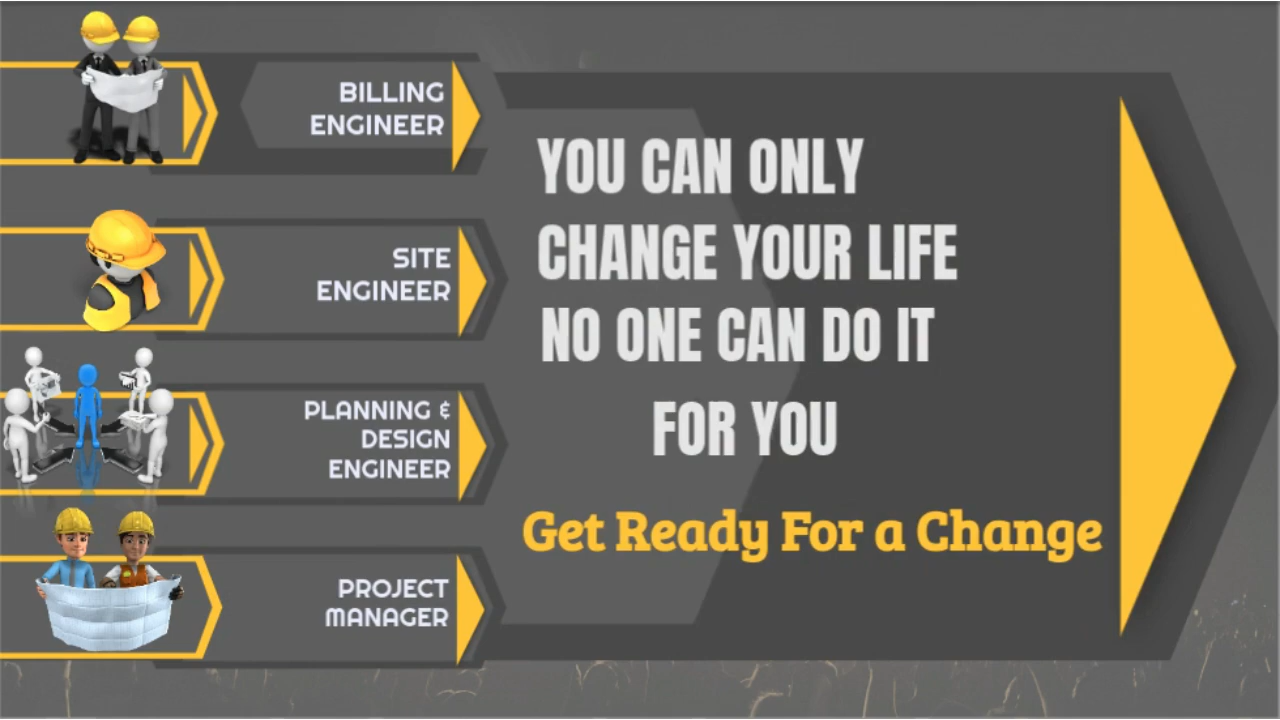 BILLING
ENGINEER
SITE
ENGINEER
PLANNING &
DESIGN
ENGINEER
PROJECT
MANAGER
YOU CAN ONLY
CHANGE YOUR LIFE
NO ONE CAN DO IT
FOR YOU
Get Ready For a Change